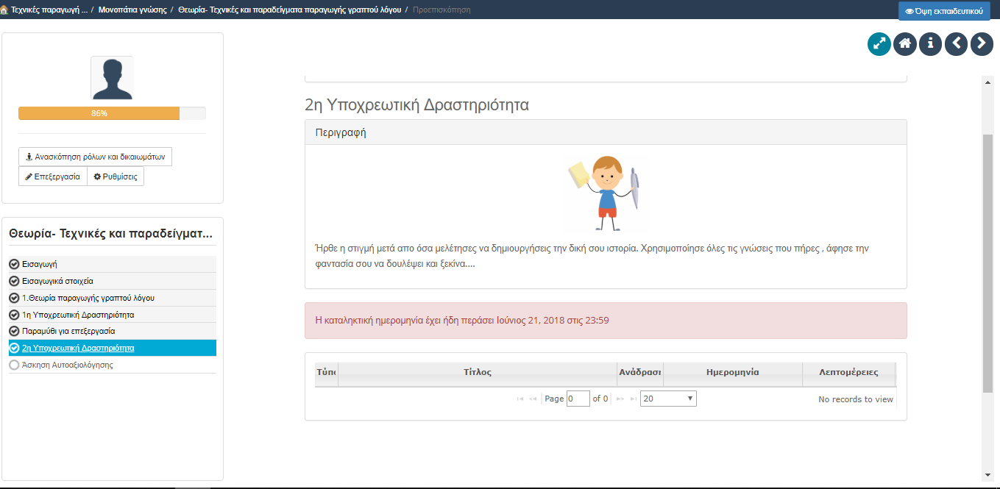 Τεχνικές παραγωγή ... / Μονοπάτια γνώσης / Θεωρία- Τεχνικές και παραδείγματα παραγωγής γραπτού λόγου / Προεπισκόπηση
Όψη εκπαιδευτικού
86%
Ανασκόπηση ρόλων και δικαιωμάτων
Επεξεργασία
Ρυθμίσεις
Θεωρία- Τεχνικές και παραδείγματ...
Εισαγωγή
Εισαγωγικά στοιχεία
1.Θεωρία παραγωγής γραπτού λόγου
1η Υποχρεωτική Δραστηριότητα
Παραμύθι για επεξεργασία
2η Υποχρεωτική Δραστηριότητα
Άσκηση Αυτοαξιολόγησης
2η Υποχρεωτική Δραστηριότητα
Περιγραφή
Ήρθε η στιγμή μετά απο όσα μελέτησες να δημιουργήσεις την δική σου ιστορία. Χρησιμοποίησε όλες τις γνώσεις που πήρες , άφησε την
φαντασία σου να δουλέψει και ξεκίνα....
Η καταληκτική ημερομηνία έχει ήδη περάσει Ιούνιος 21, 2018 στις 23:59
Τύπο Τίτλος Ανάδρασι Ημερομηνία Λεπτομέρειες
Page 0 of 0 20 No records to view